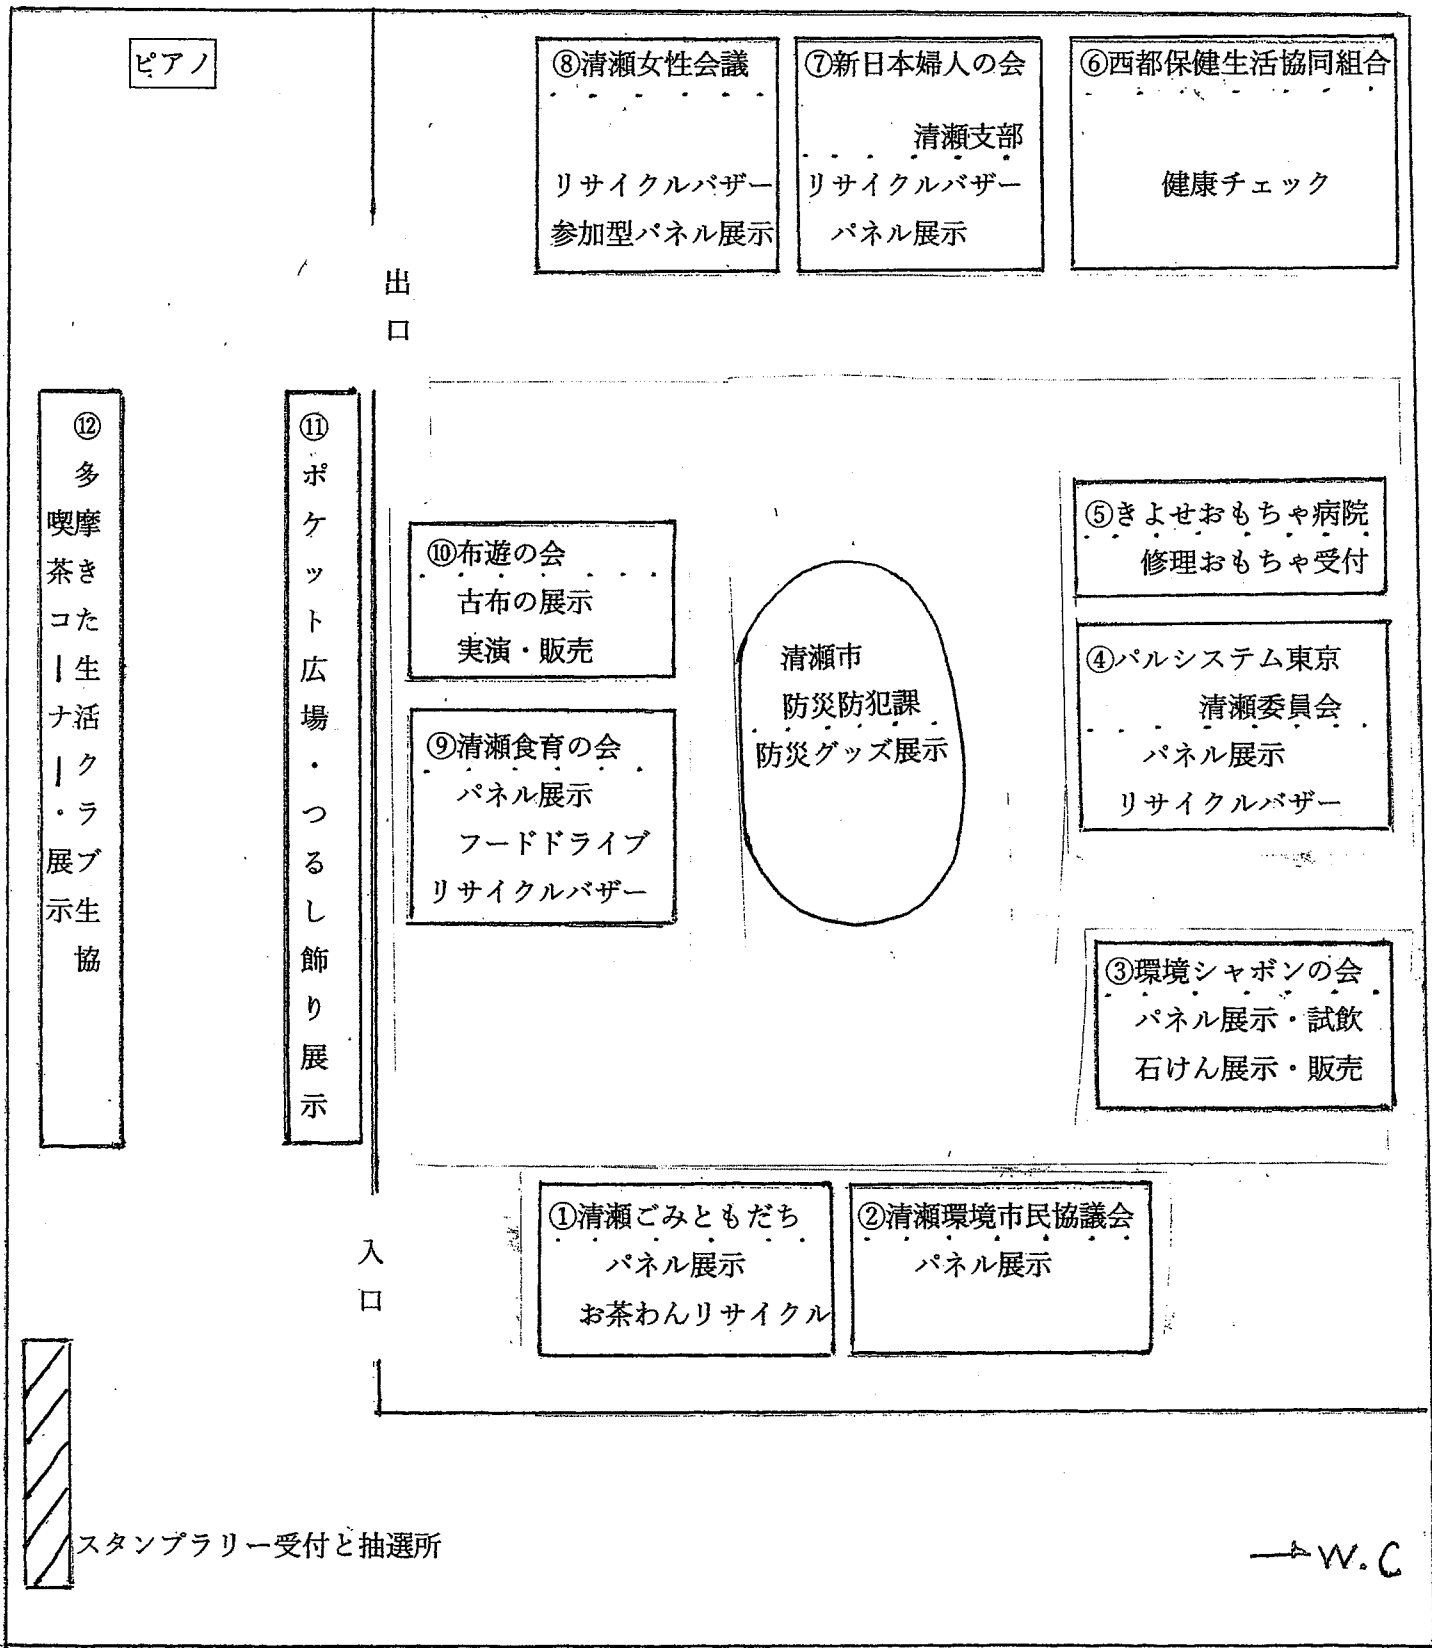 ピアノ
⑧清瀬女性会議
リサイクルバザー
参加型パネル展示
⑦新日本婦人の会
清瀬支部
リサイクルバザー
パネル展示
⑥西都保健生活協同組合
健康チェック
出口
⑫多摩きた生活クラブ生協
喫茶コーナー・展示
⑪ポケット広場・つるし飾り展示
⑩布遊の会
古布の展示
実演・販売
⑨清瀬食育の会
パネル展示
フードドライブ
リサイクルバザー
清瀬市
防災防犯課
防災グッズ展示
⑤きよせおもちゃ病院
修理おもちゃ受付
④パルシステム東京
清瀬委員会
パネル展示
リサイクルバザー
③環境シャボンの会
パネル展示・試飲
石けん展示・販売
①清瀬ごみともだち
パネル展示
お茶わんリサイクル
②清瀬環境市民協議会
パネル展示
入口
スタンプラリー受付と抽選所
W.C